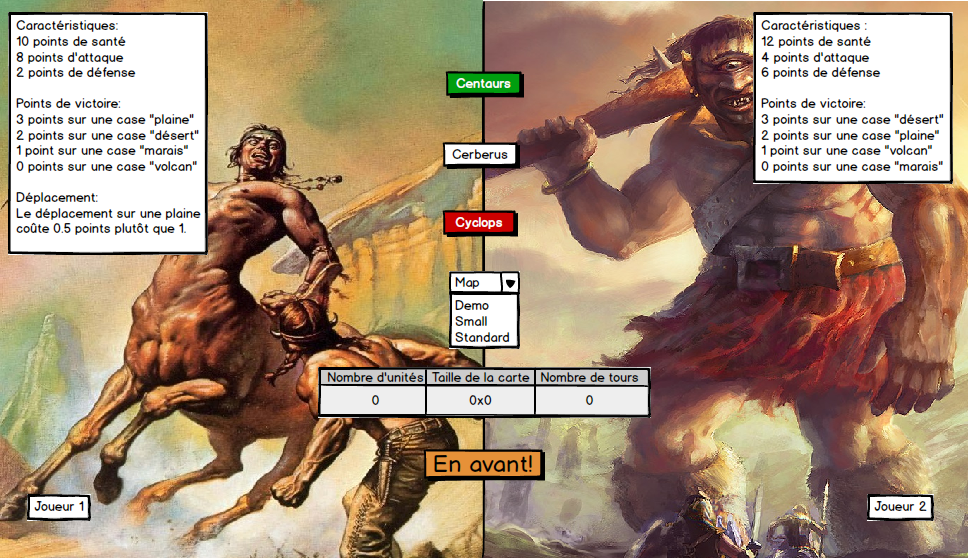 Caractéristiques:
10 points de santé
8 points d'attaque
2 points de défense
Points de victoire:
3 points sur une case "plaine"
2 points sur une case "désert"
1 point sur une case "marais"
0 points sur une case "volcan"
Déplacement:
Le déplacement sur une plaine
coûte 0.5 points plutôt que 1.
Centaurs
Cerberus
Cyclops
Map
Demo
Small
Standard
Caractéristiques :
12 points de santé
4 points d'attaque
6 points de défense
Points de victoire:
3 points sur une case "désert"
2 points sur une case "plaine"
1 point sur une case "volcan"
0 points sur une case "marais"
Nombre d'unités Taille de la carte Nombre de tours
0 0x0 0
En avant!
Joueur 1
Joueur 2